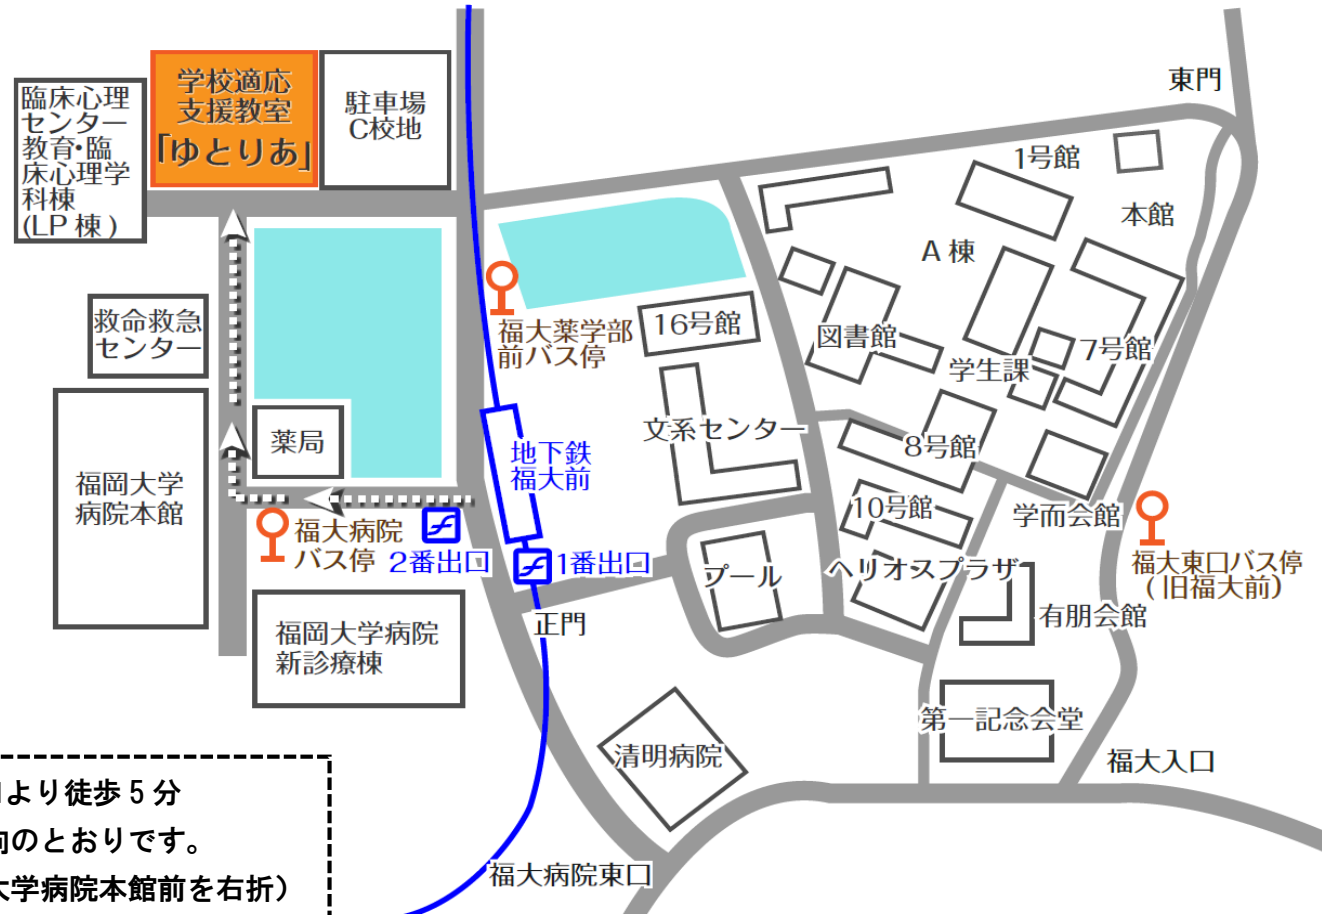 東門
学校適応
支援教室
「ゆとりあ」
駐車場
C校地
臨床心理
センター
教育・臨
床心理学
科棟
(LP棟)
1号館
本館
A棟
救命救急
センター
福大薬学部
前バス停
16号館
図書館
7号館
学生課
薬局
地下鉄
福大前
文系センター
8号館
福岡大学
病院本館
10号館
学而会館
福大病院
バス停
2番出口
1番出口
プール
ヘリオスプラザ
福大東口バス停
(旧福大前)
有朋会館
正門
福岡大学病院
新診療棟
第一記念会堂
清明病院
福大入口
より徒歩5分
のとおりです。
大学病院本館前を右折)
福大病院東口